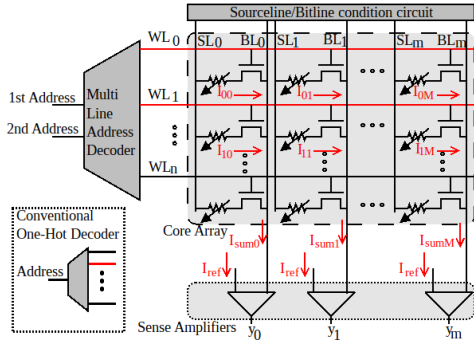 Sourceline/Bitline condition circuit
WL0 SL0 BL0 SL1 BL1 SLm BLm
I00 I01 I0M
1st Address
2nd Address
Multi
Line
Address
Decoder
WL1
I10 I11 I1M
WLn
Core Array
Isum0 Isum1 IsumM
Iref Iref Iref
Conventional
One-Hot Decoder
Address
Sense Amplifiers
y0 y1 ym